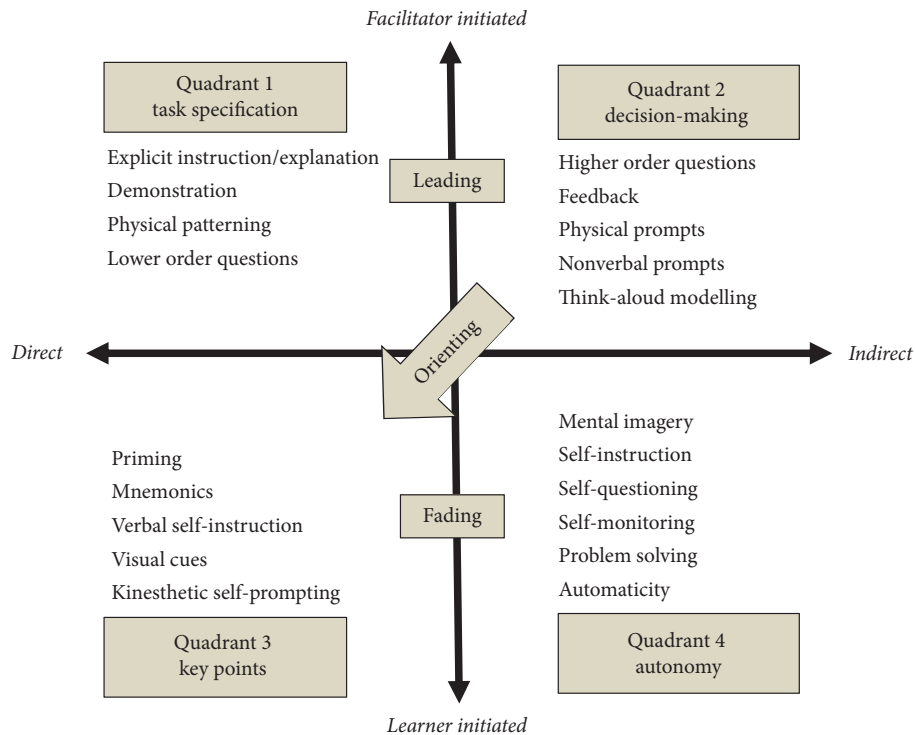 Facilitator initiated
Quadrant 1
task specification
Explicit instruction/explanation
Demonstration
Physical patterning
Lower order questions
Leading
Quadrant 2
decision-making
Higher order questions
Feedback
Physical prompts
Nonverbal prompts
Think-aloud modelling
Direct
Orienting
Indirect
Priming
Mnemonics
Verbal self-instruction
Visual cues
Kinesthetic self-prompting
Quadrant 3
key points
Fading
Mental imagery
Self-instruction
Self-questioning
Self-monitoring
Problem solving
Automaticity
Quadrant 4
autonomy
Learner initiated